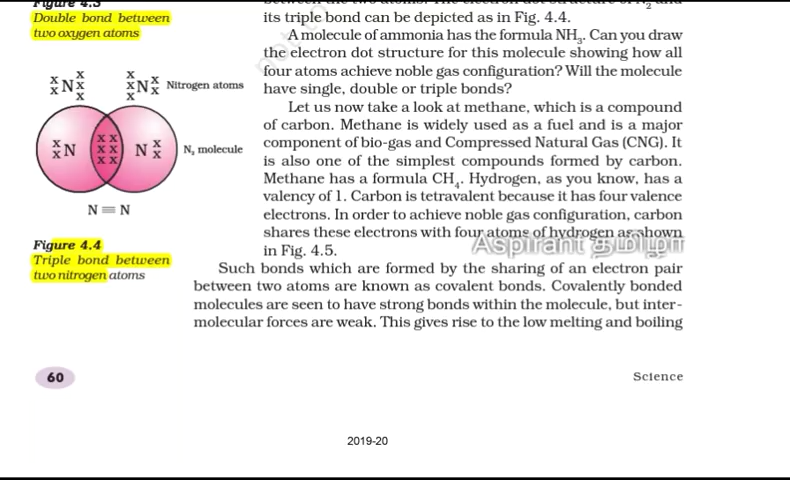 Figure 4.3
Double bond between
two oxygen atoms
x x N x x x
x x x N x x
Nitrogen atoms
x x N x x x x x x N x x
N2 molecule
N ≡ N
Figure 4.4
Triple bond between
two nitrogen atoms
its triple bond can be depicted as in Fig. 4.4.
A molecule of ammonia has the formula NH3. Can you draw
the electron dot structure for this molecule showing how all
four atoms achieve noble gas configuration? Will the molecule
have single, double or triple bonds?
Let us now take a look at methane, which is a compound
of carbon. Methane is widely used as a fuel and is a major
component of bio-gas and Compressed Natural Gas (CNG). It
is also one of the simplest compounds formed by carbon.
Methane has a formula CH4. Hydrogen, as you know, has a
valency of 1. Carbon is tetravalent because it has four valence
electrons. In order to achieve noble gas configuration, carbon
shares these electrons with four atoms of hydrogen as shown
in Fig. 4.5.
Aspirant தமிழா
Such bonds which are formed by the sharing of an electron pair
between two atoms are known as covalent bonds. Covalently bonded
molecules are seen to have strong bonds within the molecule, but inter-
molecular forces are weak. This gives rise to the low melting and boiling
60
Science
2019-20